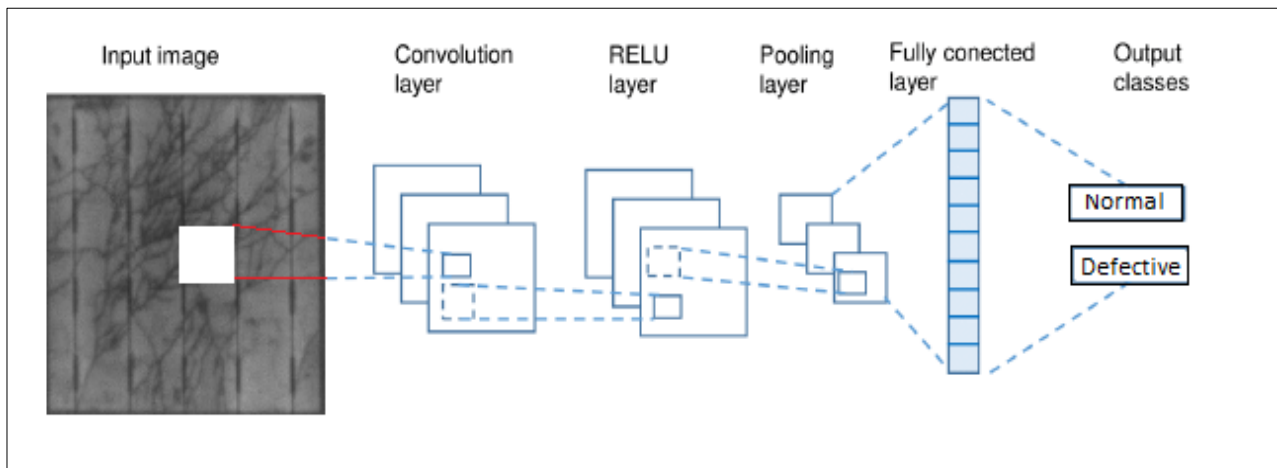 Input image
Convolution
layer
RELU
layer
Pooling
layer
Fully conected
layer
Output
classes
Normal
Defective